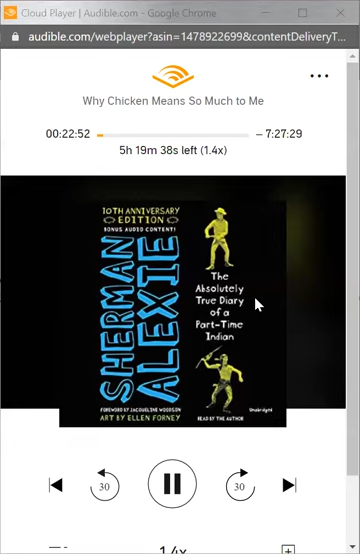 Cloud Player | Audible.com - Google Chrome
audible.com/webplayer?asin=1478922699&contentDeliveryT...
Why Chicken Means So Much to Me
00:22:52
– 7:27:29
5h 19m 38s left (1.4x)
10TH ANNIVERSARY
EDITION
BONUS AUDIO CONTENT!
SHERMAN
ALEXIE
The
Absolutely
True Diary
of a
Part-Time
Indian
FOREWORD BY JACQUELINE WOODSON
ART BY ELLEN FORNEY
READ BY THE AUTHOR
Unabridged
30
30
1.4x